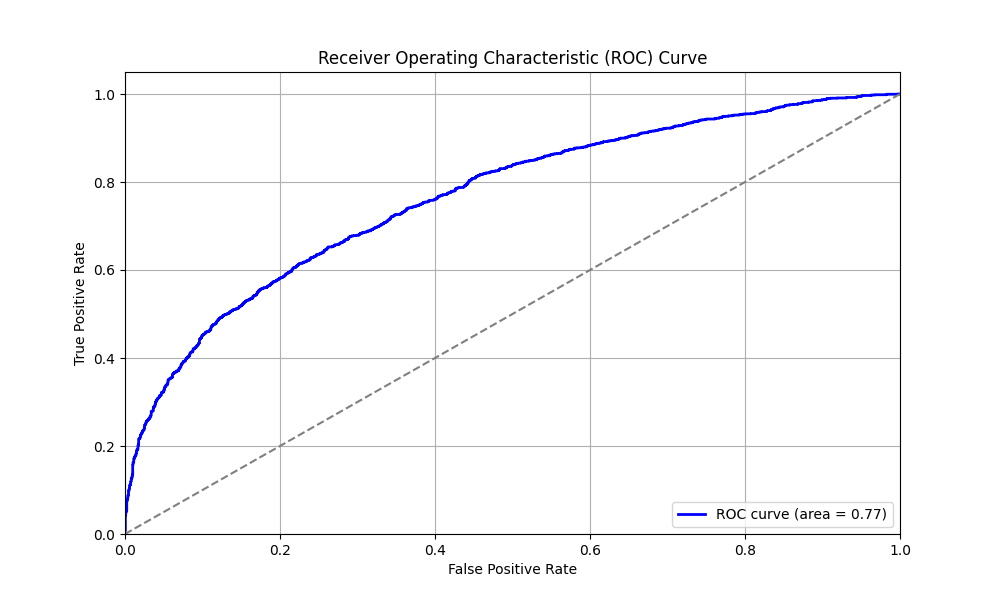 Receiver Operating Characteristic (ROC) Curve
True Positive Rate
1.0
0.8
0.6
0.4
0.2
0.0
ROC curve (area = 0.77)
0.0 0.2 0.4 0.6 0.8 1.0
False Positive Rate